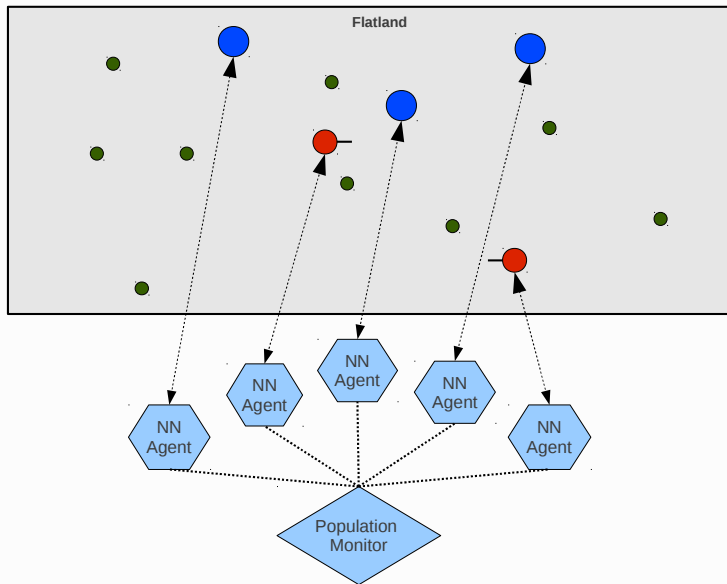 Flatland
NN
Agent
NN
Agent
NN
Agent
NN
Agent
NN
Agent
Population
Monitor